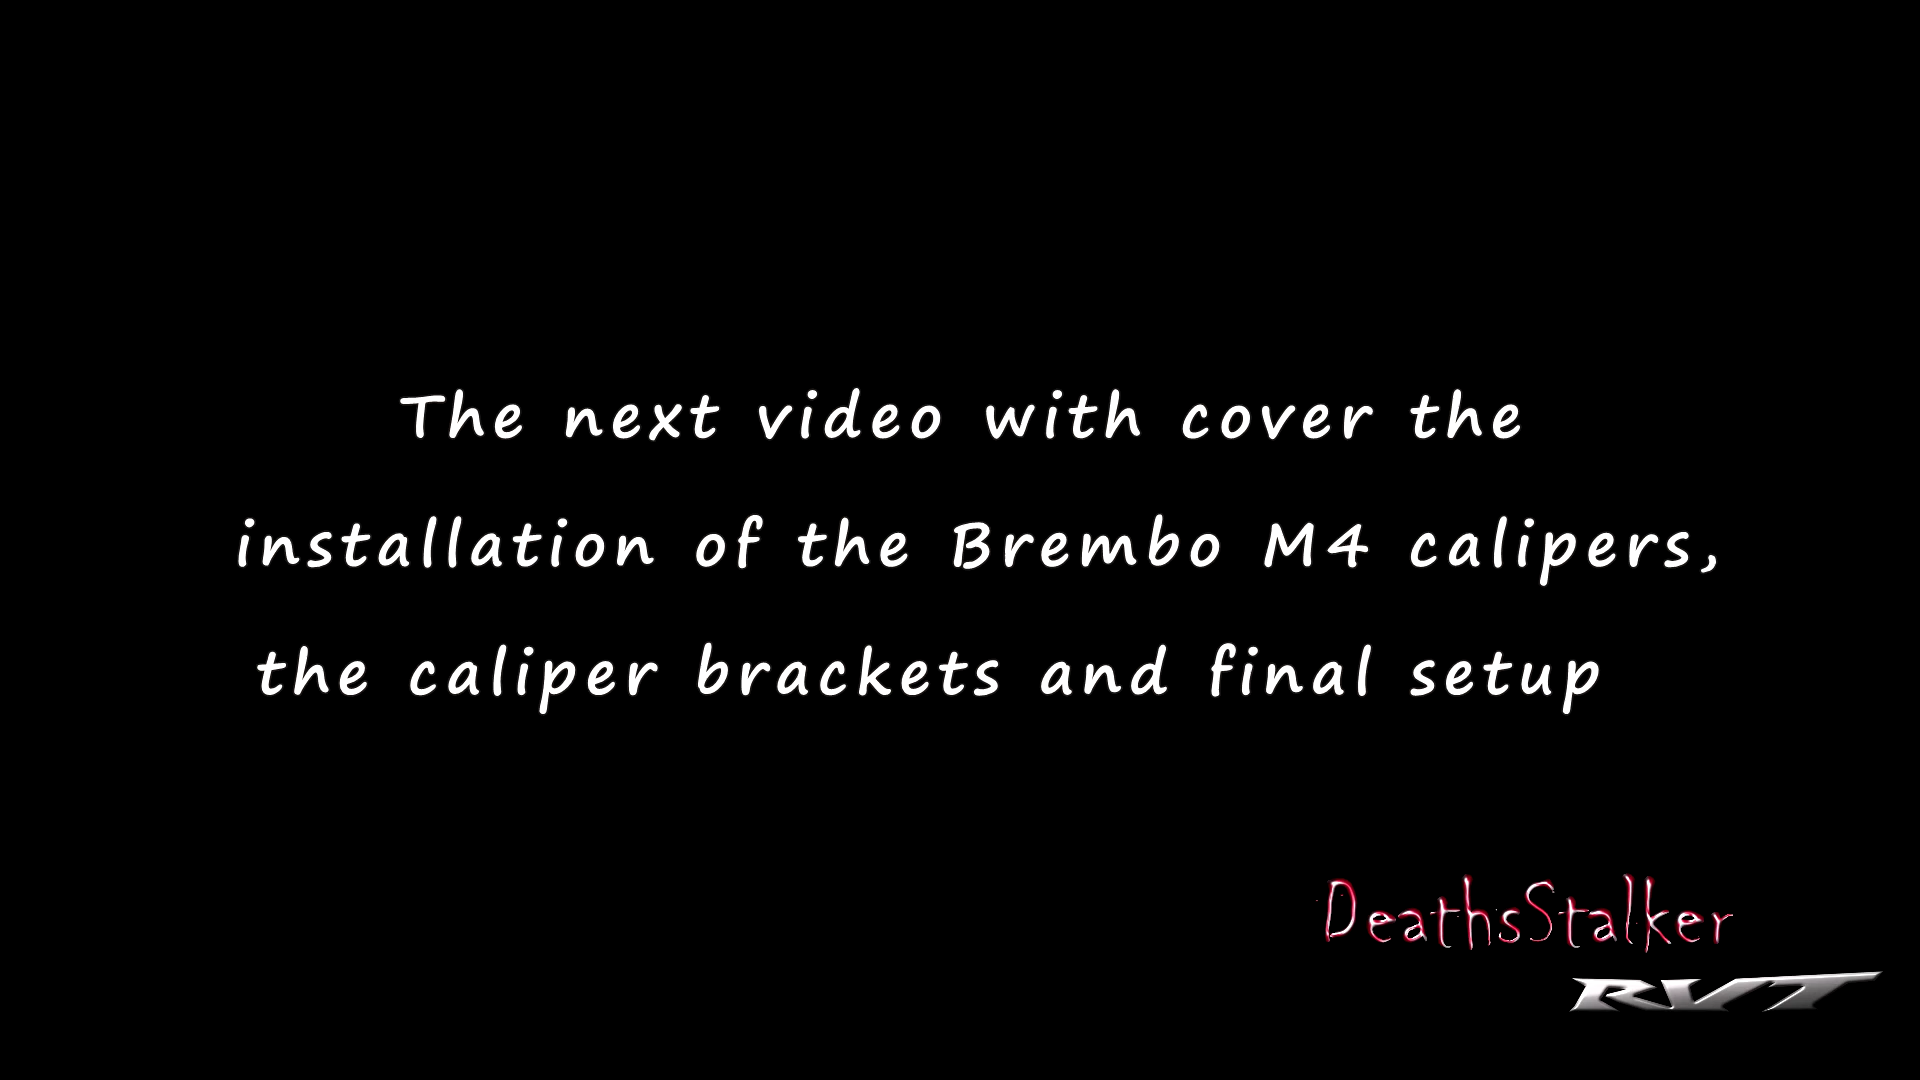 The next video with cover the
installation of the Brembo M4 calipers,
the caliper brackets and final setup
DeathsStalker
RVT